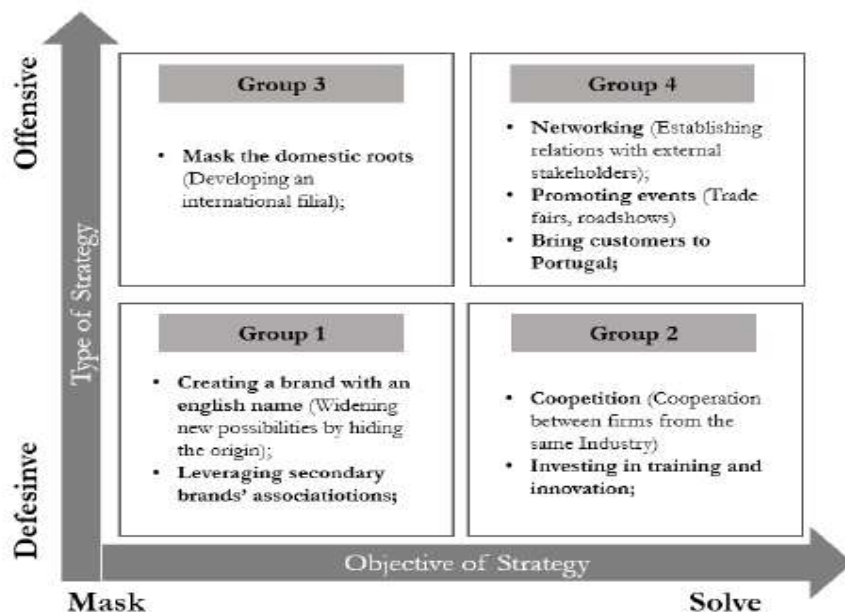 Offensive
Type of Strategy
Defesinve
Group 3
• Mask the domestic roots
(Developing an
international filial);
Group 4
• Networking (Establishing
relations with external
stakeholders);
• Promoting events (Trade
fairs, roadshows)
• Bring customers to
Portugal;
Group 1
• Creating a brand with an
english name (Widening
new possibilities by hiding
the origin);
• Leveraging secondary
brands' associatiotions;
Group 2
• Coopetition (Cooperation
between firms from the
same Industry)
• Investing in training and
innovation;
Objective of Strategy
Mask
Solve